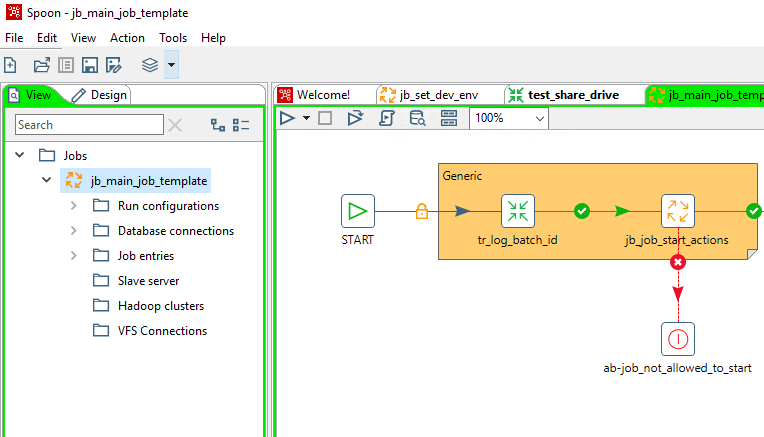 Spoon - jb_main_job_template
File Edit View Action Tools Help
View Design
Welcome! jb_set_dev_env test_share_drive jb_main_job_temp
Search
100%
Jobs
jb_main_job_template
Run configurations
Database connections
Job entries
Slave server
Hadoop clusters
VFS Connections
Generic
START
tr_log_batch_id
jb_job_start_actions
ab-job_not_allowed_to_start